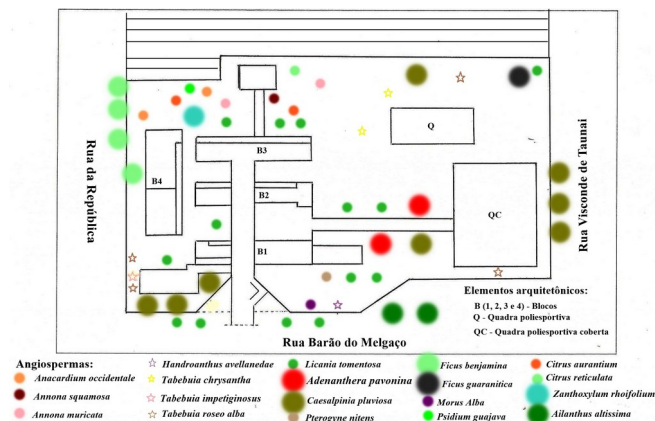 Rua da República
Rua Visconde de Taunai
B4
B3
B2
B1
Q
QC
Elementos arquitetônicos:
B (1, 2, 3 e 4) - Blocos
Q - Quadra poliespòrtiva
QC - Quadra poliesportiva coberta
Rua Barão do Melgaço
Angiospermas:
Anacardium occidentale
Annona squamosa
Annona muricata
Handroanthus avellanedae
Tabebuia chrysantha
Tabebuia impetiginosus
Tabebuia roseo alba
Licania tomentosa
Adenanthera pavonina
Caesalpinia pluviosa
Pterogyne nitens
Ficus benjamina
Ficus guaranitica
Morus Alba
Psidium guajava
Citrus aurantium
Citrus reticulata
Zanthoxylum rhoifolium
Ailanthus altissima